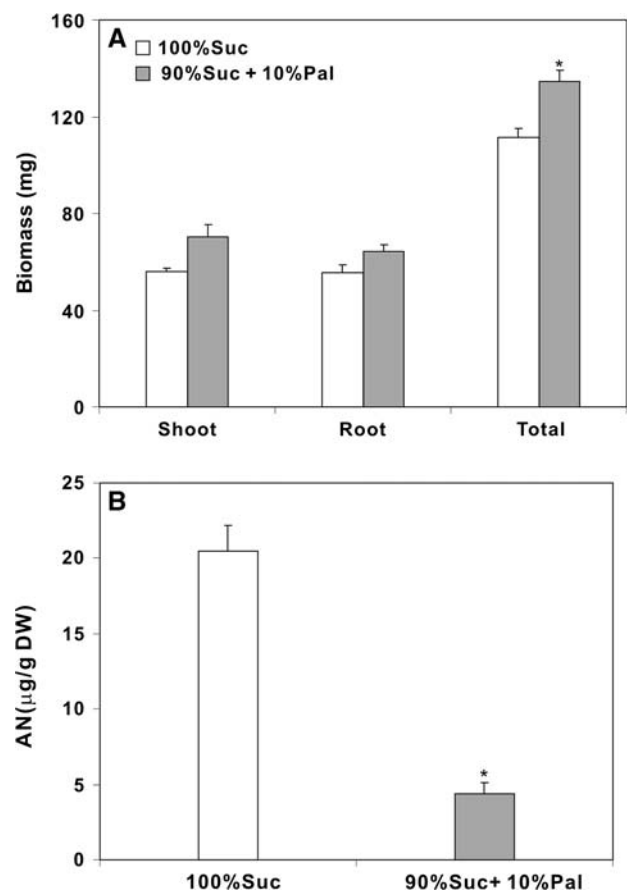 A
100%Suc
90%Suc + 10%Pal
*
Biomass (mg)
160
120
80
40
0
Shoot Root Total
B
AN(μg/g DW)
25
20
15
10
5
0
*
100%Suc 90%Suc+ 10%Pal